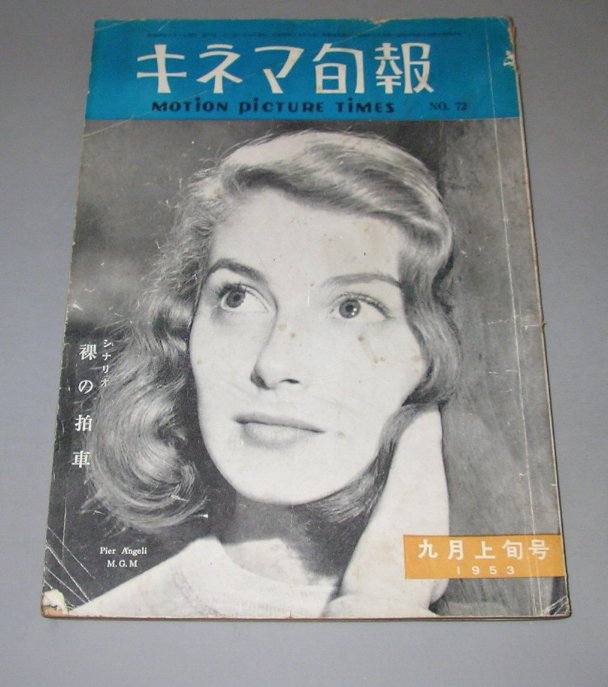 キネマ旬報
MOTION PICTURE TIMES NO. 72
シナリオ
裸の拍車
Pier Angeli
M.G.M
九月上旬号
1953